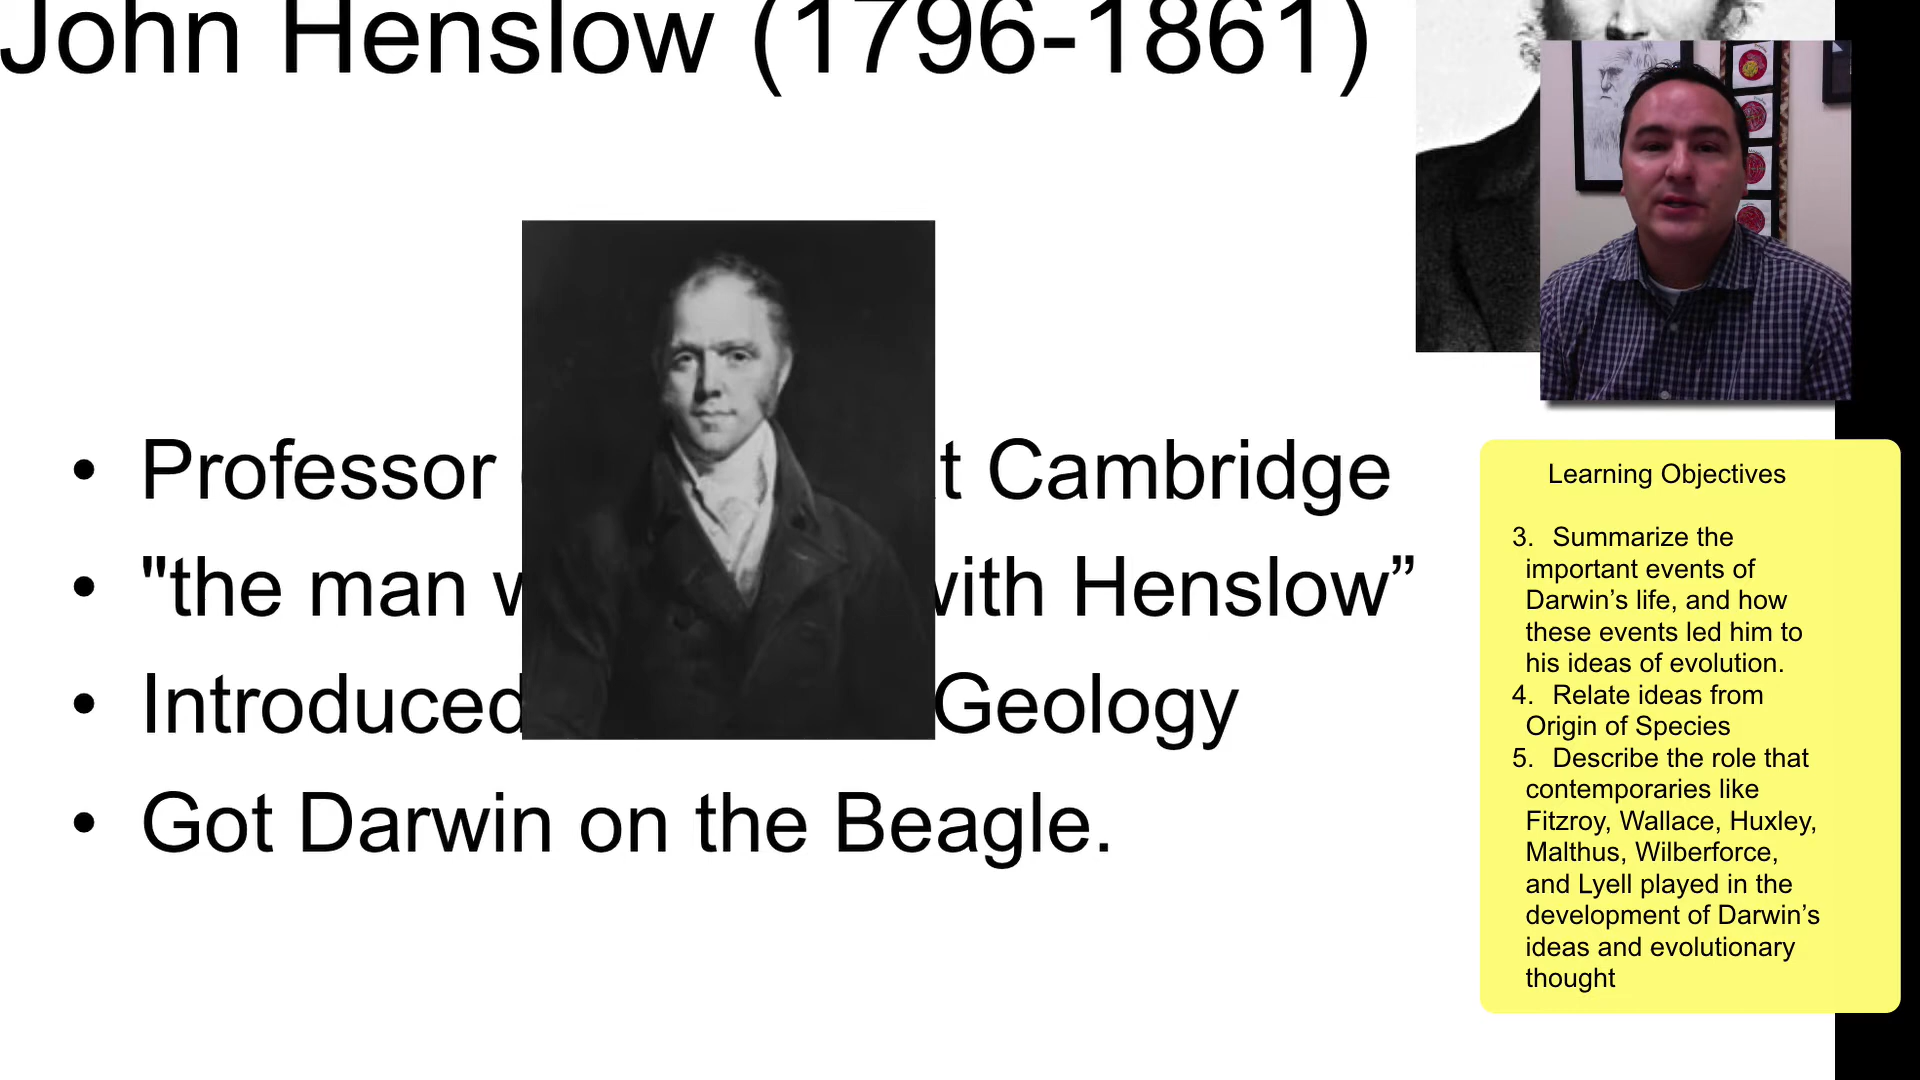 John Henslow (1796-1861)
• Professor t Cambridge
• "the man with Henslow”
• Introduced Geology
• Got Darwin on the Beagle.
Learning Objectives
3. Summarize the
important events of
Darwin’s life, and how
these events led him to
his ideas of evolution.
4. Relate ideas from
Origin of Species
5. Describe the role that
contemporaries like
Fitzroy, Wallace, Huxley,
Malthus, Wilberforce,
and Lyell played in the
development of Darwin’s
ideas and evolutionary
thought